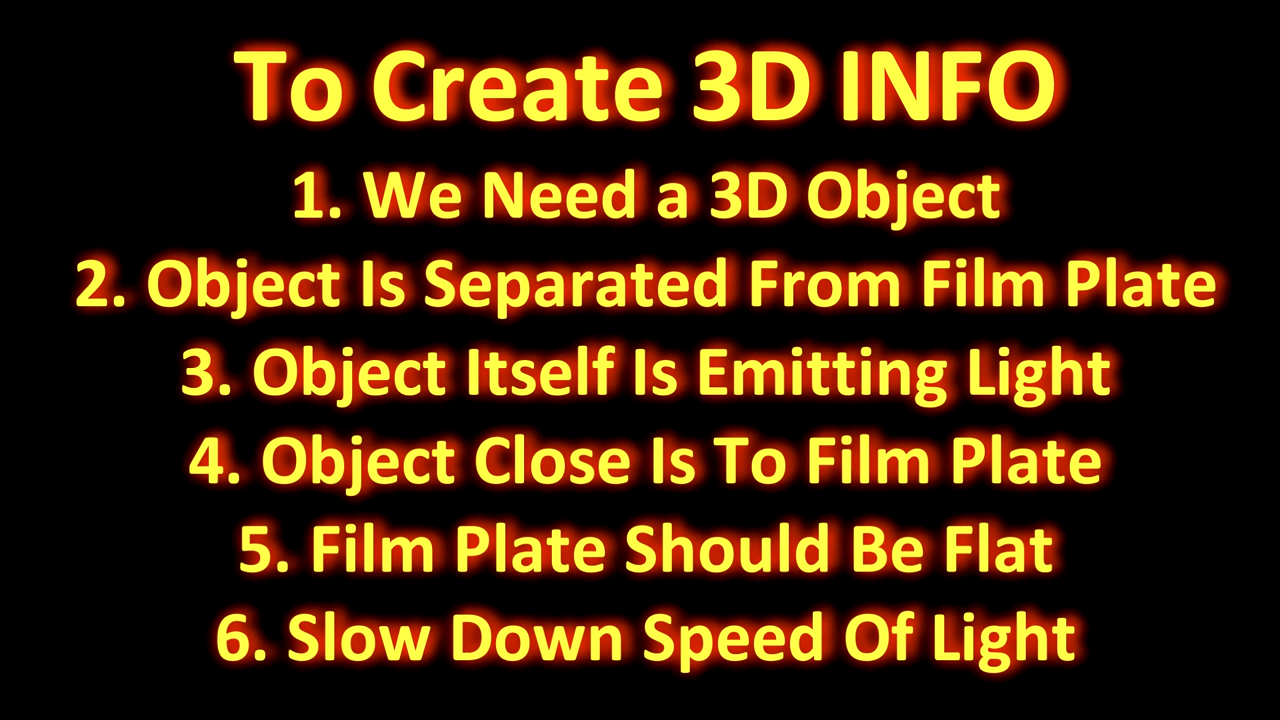 To Create 3D INFO
1. We Need a 3D Object
2. Object Is Separated From Film Plate
3. Object Itself Is Emitting Light
4. Object Close Is To Film Plate
5. Film Plate Should Be Flat
6. Slow Down Speed Of Light